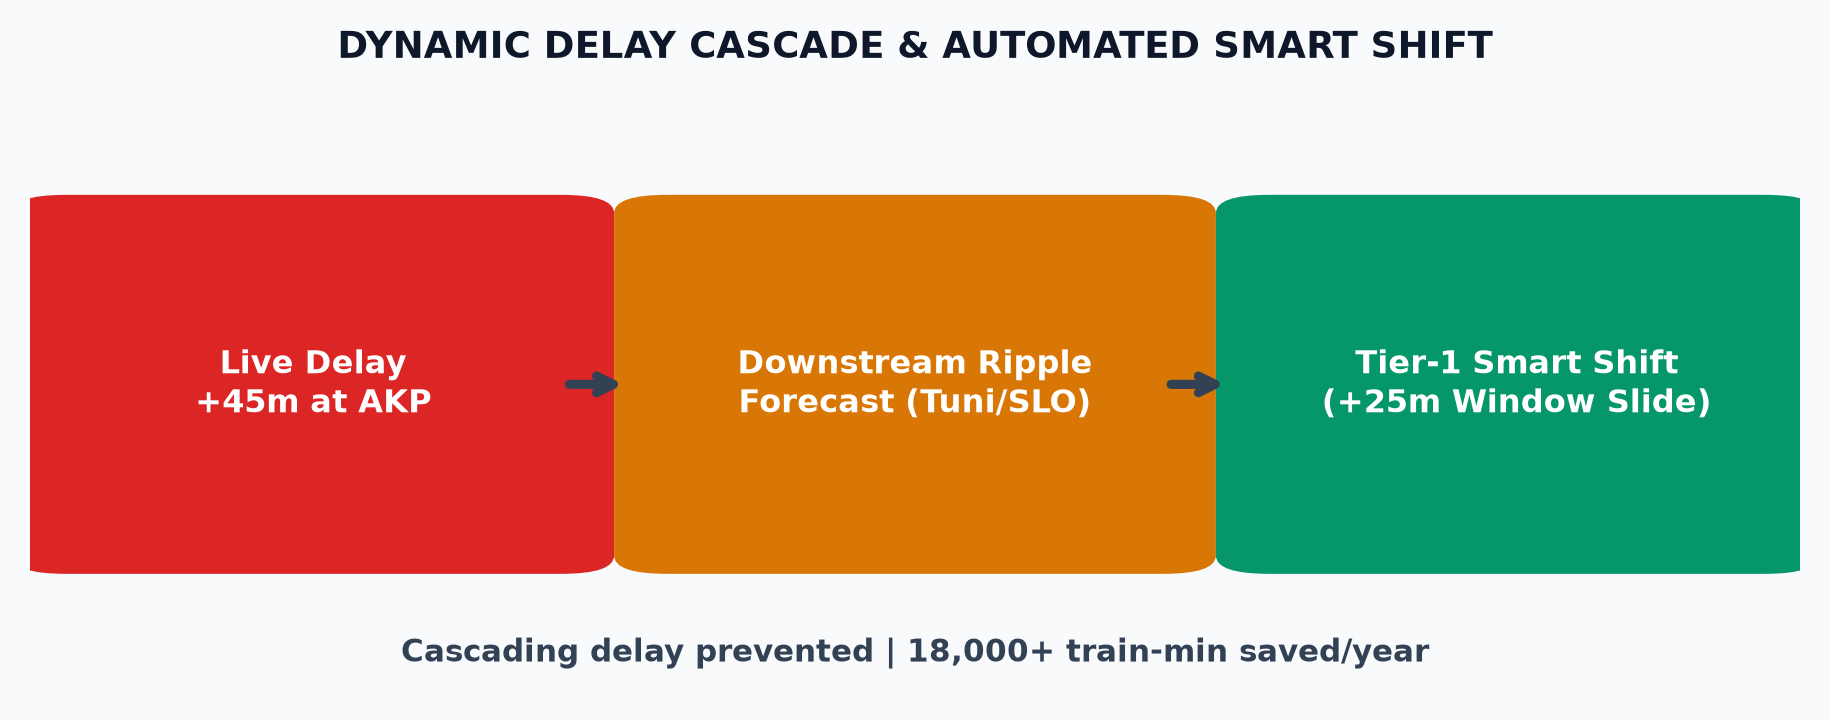 DYNAMIC DELAY CASCADE & AUTOMATED SMART SHIFT
Live Delay
+45m at AKP
Downstream Ripple
Forecast (Tuni/SLO)
Tier-1 Smart Shift
(+25m Window Slide)
Cascading delay prevented | 18,000+ train-min saved/year